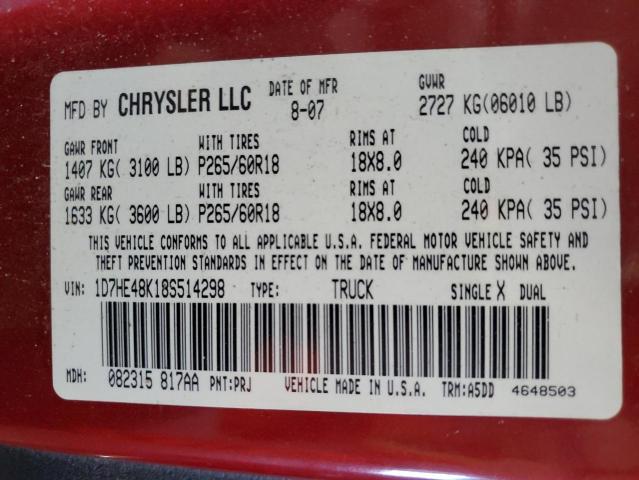 MFD BY CHRYSLER LLC DATE OF MFR 8-07 GVWR 2727 KG(06010 LB)
GAWR FRONT WITH TIRES RIMS AT COLD
1407 KG( 3100 LB) P265/60R18 18X8.0 240 KPA( 35 PSI)
GAWR REAR WITH TIRES RIMS AT COLD
1633 KG( 3600 LB) P265/60R18 18X8.0 240 KPA( 35 PSI)
THIS VEHICLE CONFORMS TO ALL APPLICABLE U.S.A. FEDERAL MOTOR VEHICLE SAFETY AND
THEFT PREVENTION STANDARDS IN EFFECT ON THE DATE OF MANUFACTURE SHOWN ABOVE.
VIN: 1D7HE48K18S514298 TYPE: TRUCK SINGLE X DUAL
MDH: 082315 817AA PNT:PRJ VEHICLE MADE IN U.S.A. TRM:A5DD 4648503